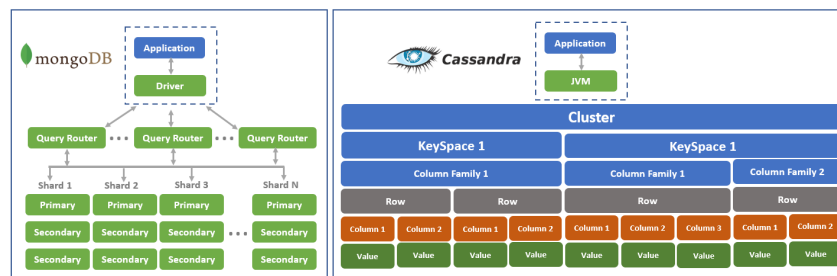 mongoDB
Application
Driver
Query Router Query Router Query Router
Shard 1 Shard 2 Shard 3 Shard N
Primary Primary Primary Primary
Secondary Secondary Secondary Secondary
Secondary Secondary Secondary Secondary
Cassandra
Application
JVM
Cluster
KeySpace 1 KeySpace 1
Column Family 1 Column Family 1 Column Family 2
Row Row Row Row
Column 1 Column 2 Column 1 Column 2 Column 1 Column 2 Column 3 Column 1 Column 2
Value Value Value Value Value Value Value Value Value